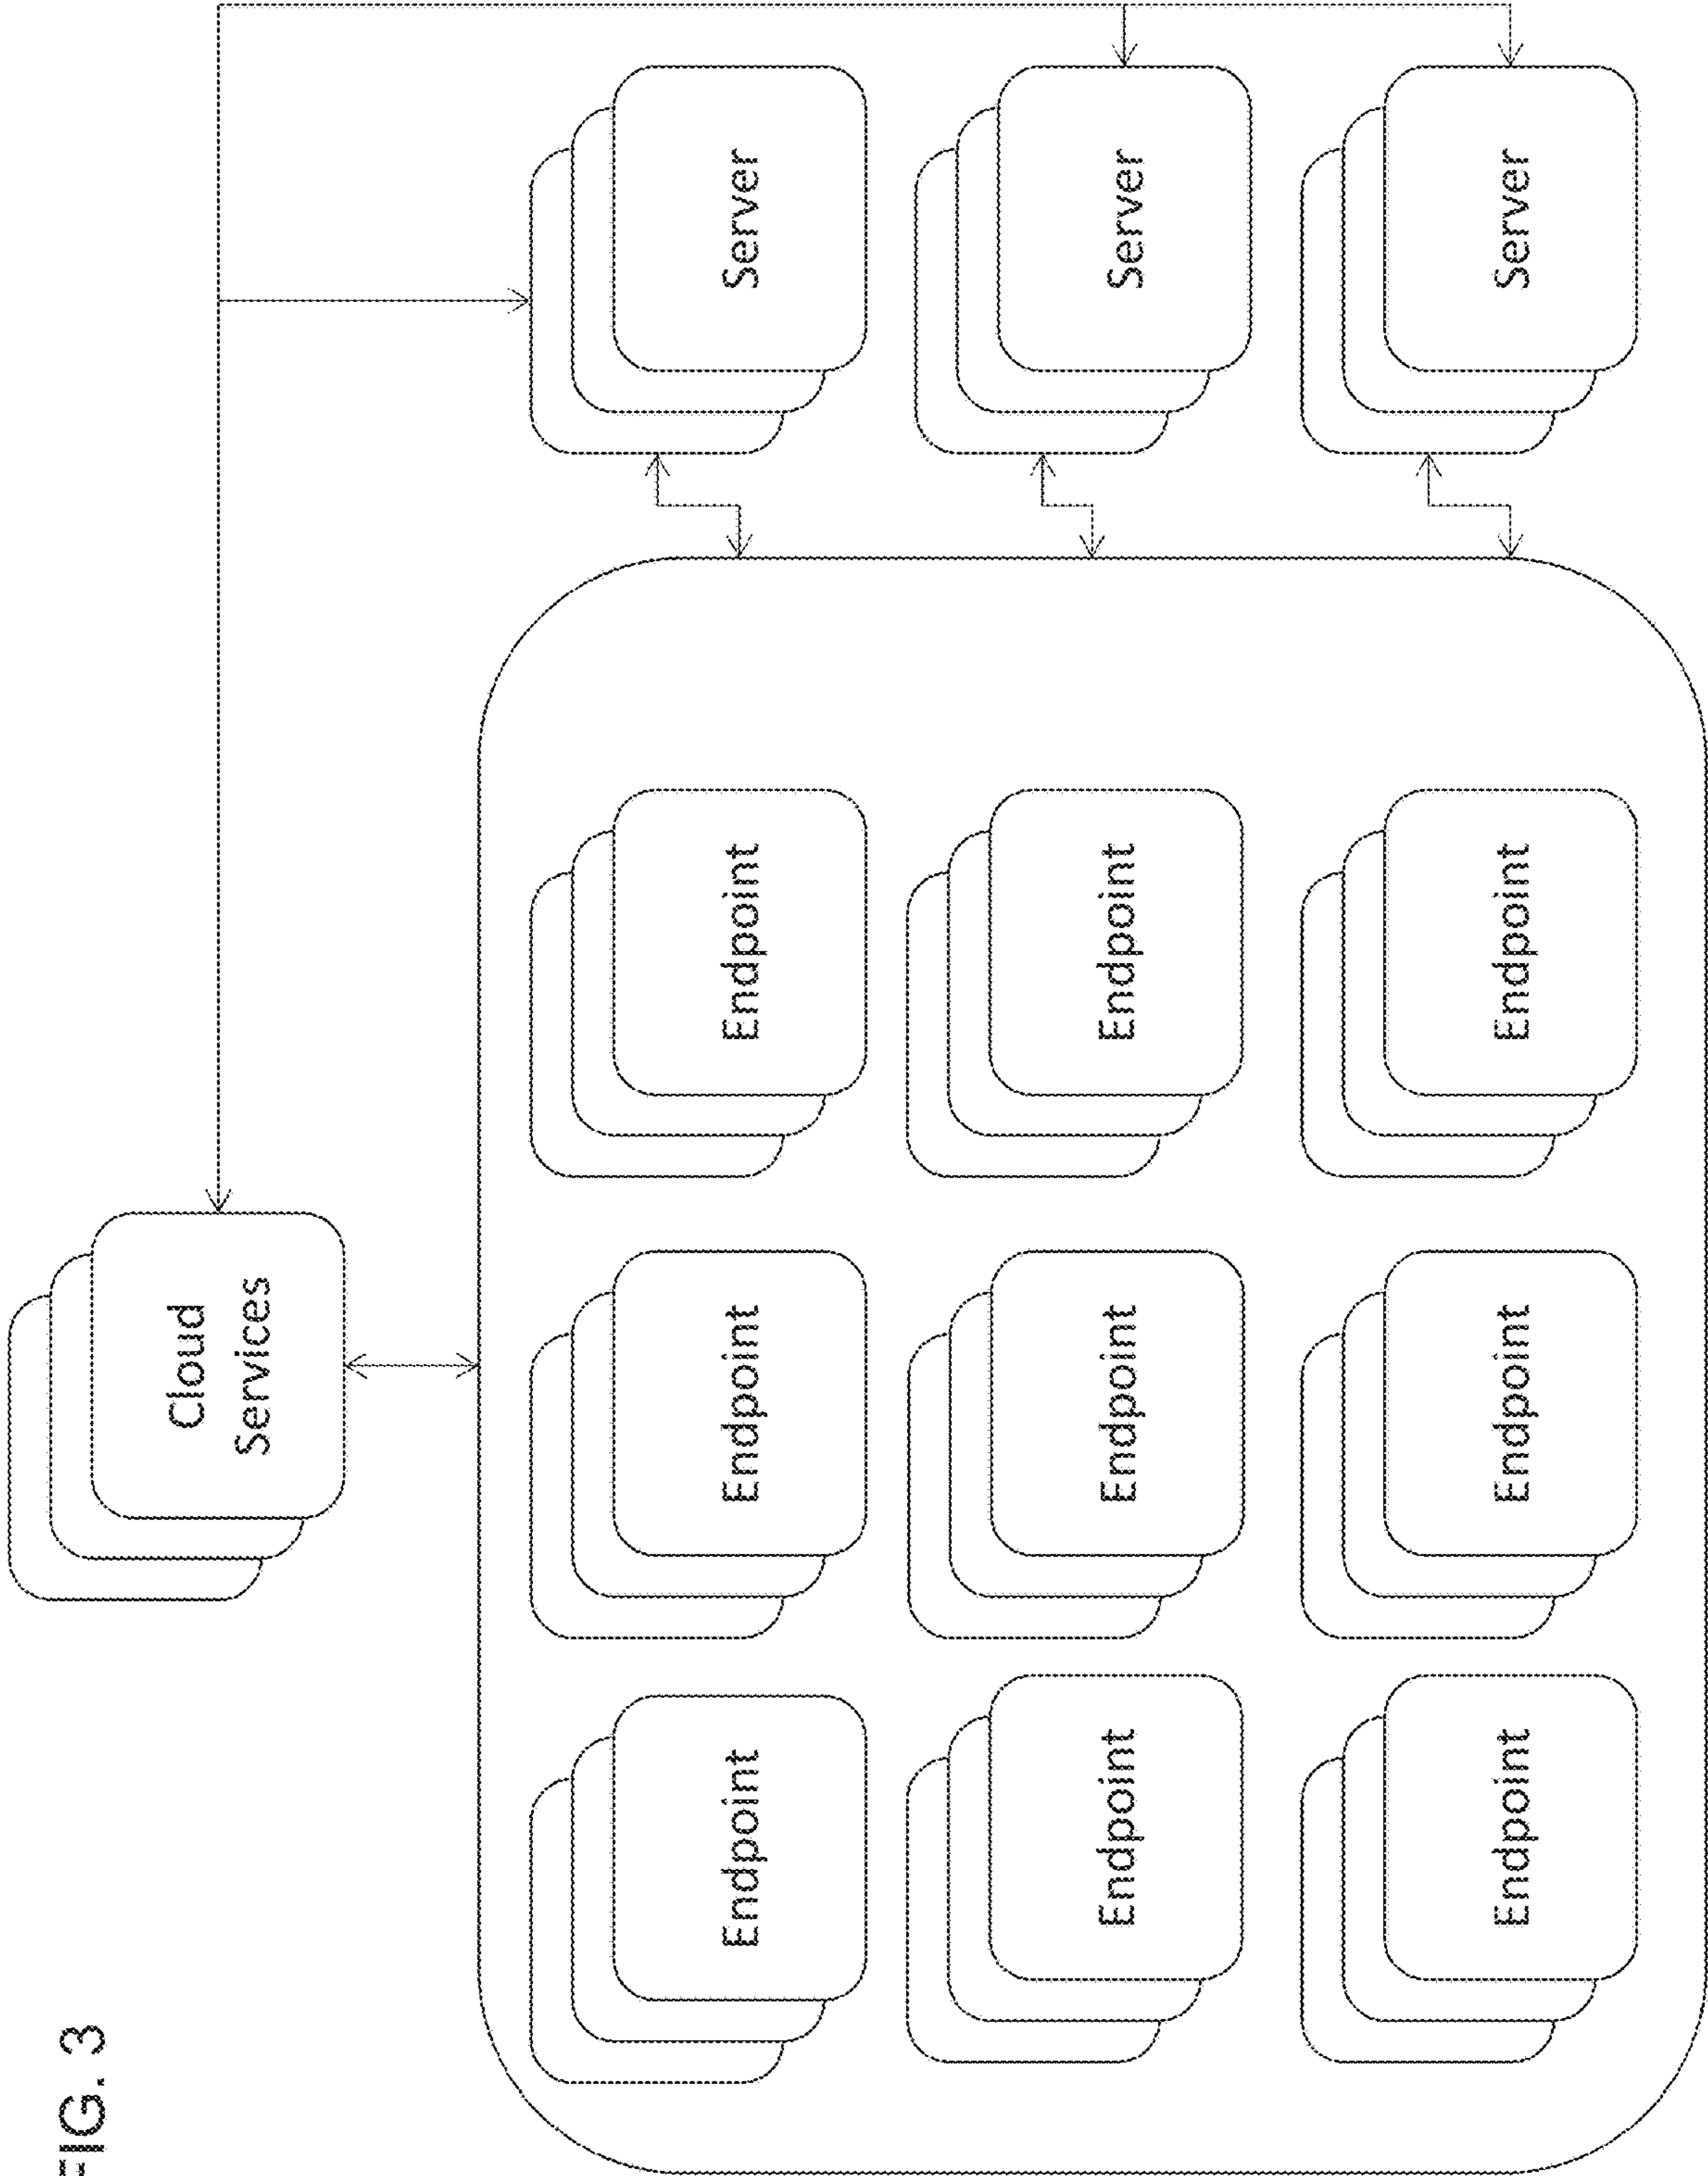 FIG. 3
Cloud
Services
Endpoint
Endpoint
Endpoint
Server
Endpoint
Endpoint
Endpoint
Server
Endpoint
Endpoint
Endpoint
Server